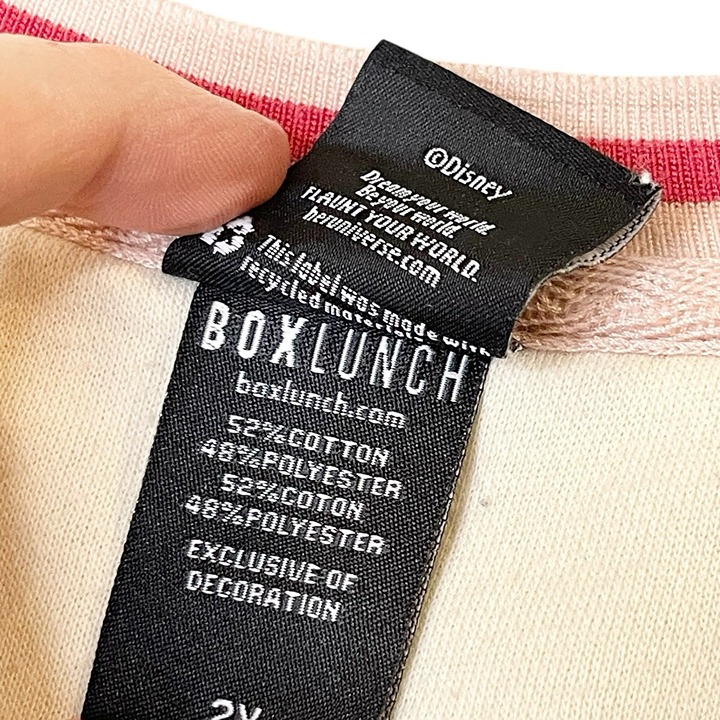 ©Disney
Dream your world.
Be your world.
FLAUNT YOUR WORLD.
heruniverse.com
This label was made with
recycled materials
BOXLUNCH
boxlunch.com
52%COTTON
48%POLYESTER
52%COTON
48%POLYESTER
EXCLUSIVE OF
DECORATION
2X